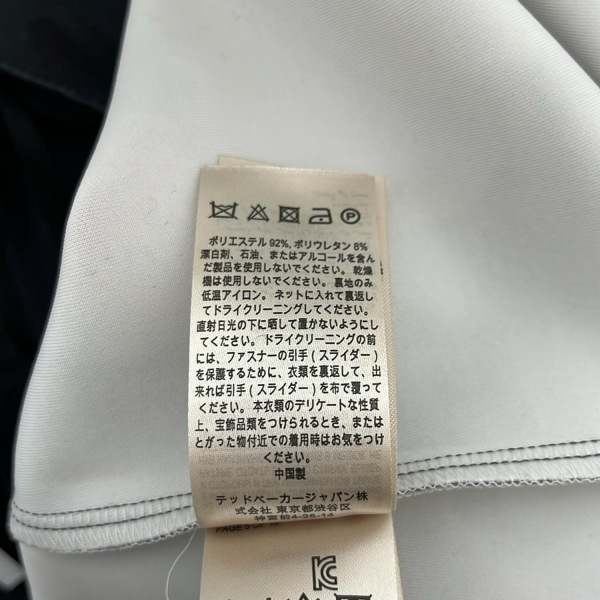 P
ポリエステル 92%, ポリウレタン 8%
漂白剤、石油、またはアルコールを含ん
だ製品を使用しないでください。 乾燥
機は使用しないでください。 裏地のみ
低温アイロン。 ネットに入れて裏返し
てドライクリーニングしてください。
直射日光の下に晒して置かないようにし
てください。 ドライクリーニングの前
には、ファスナーの引手 ( スライダー )
を保護するために、衣類を裏返して、出
来れば引手 ( スライダー ) を布で覆って
ください。 本衣類のデリケートな性質
上、宝飾品類をつけられるとき、または
とがった物付近での着用時はお気をつけ
ください。
中国製
テッドベーカージャパン株
式会社 東京都渋谷区
神宮前4-25-14